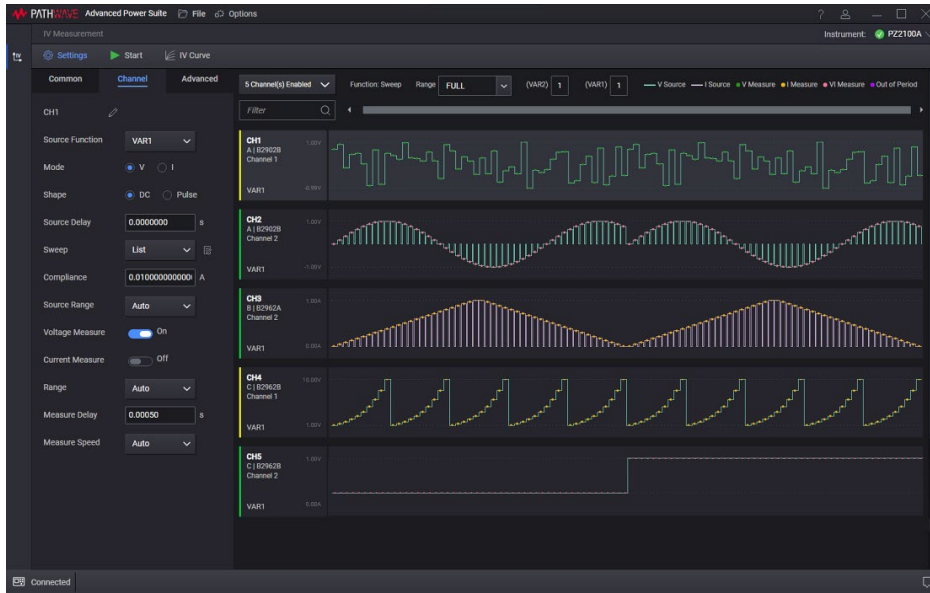 PATHWAVE Advanced Power Suite File Options ?
IV Measurement Instrument: PZ2100A
IV Settings Start IV Curve
Common Channel Advanced
5 Channel(s) Enabled Function: Sweep Range FULL (VAR2) 1 (VAR1) 1 V Source I Source V Measure I Measure VI Measure Out of Period
CH1
Filter
Source Function VAR1
Mode V I
Shape DC Pulse
Source Delay 0.0000000 s
Sweep List
Compliance 0.010000000000 A
Source Range Auto
Voltage Measure On
Current Measure Off
Range Auto
Measure Delay 0.00050 s
Measure Speed Auto
CH1 1.00V
A | B2902B
Channel 1
VAR1 -0.99V
CH2 1.00V
A | B2902B
Channel 2
VAR1 -1.00V
CH3 1.00A
B | B2962A
Channel 2
VAR1 0.00A
CH4 10.00V
C | B2962B
Channel 1
VAR1 1.00V
CH5 1.00V
C | B2962B
Channel 2
VAR1 0.00A
Connected